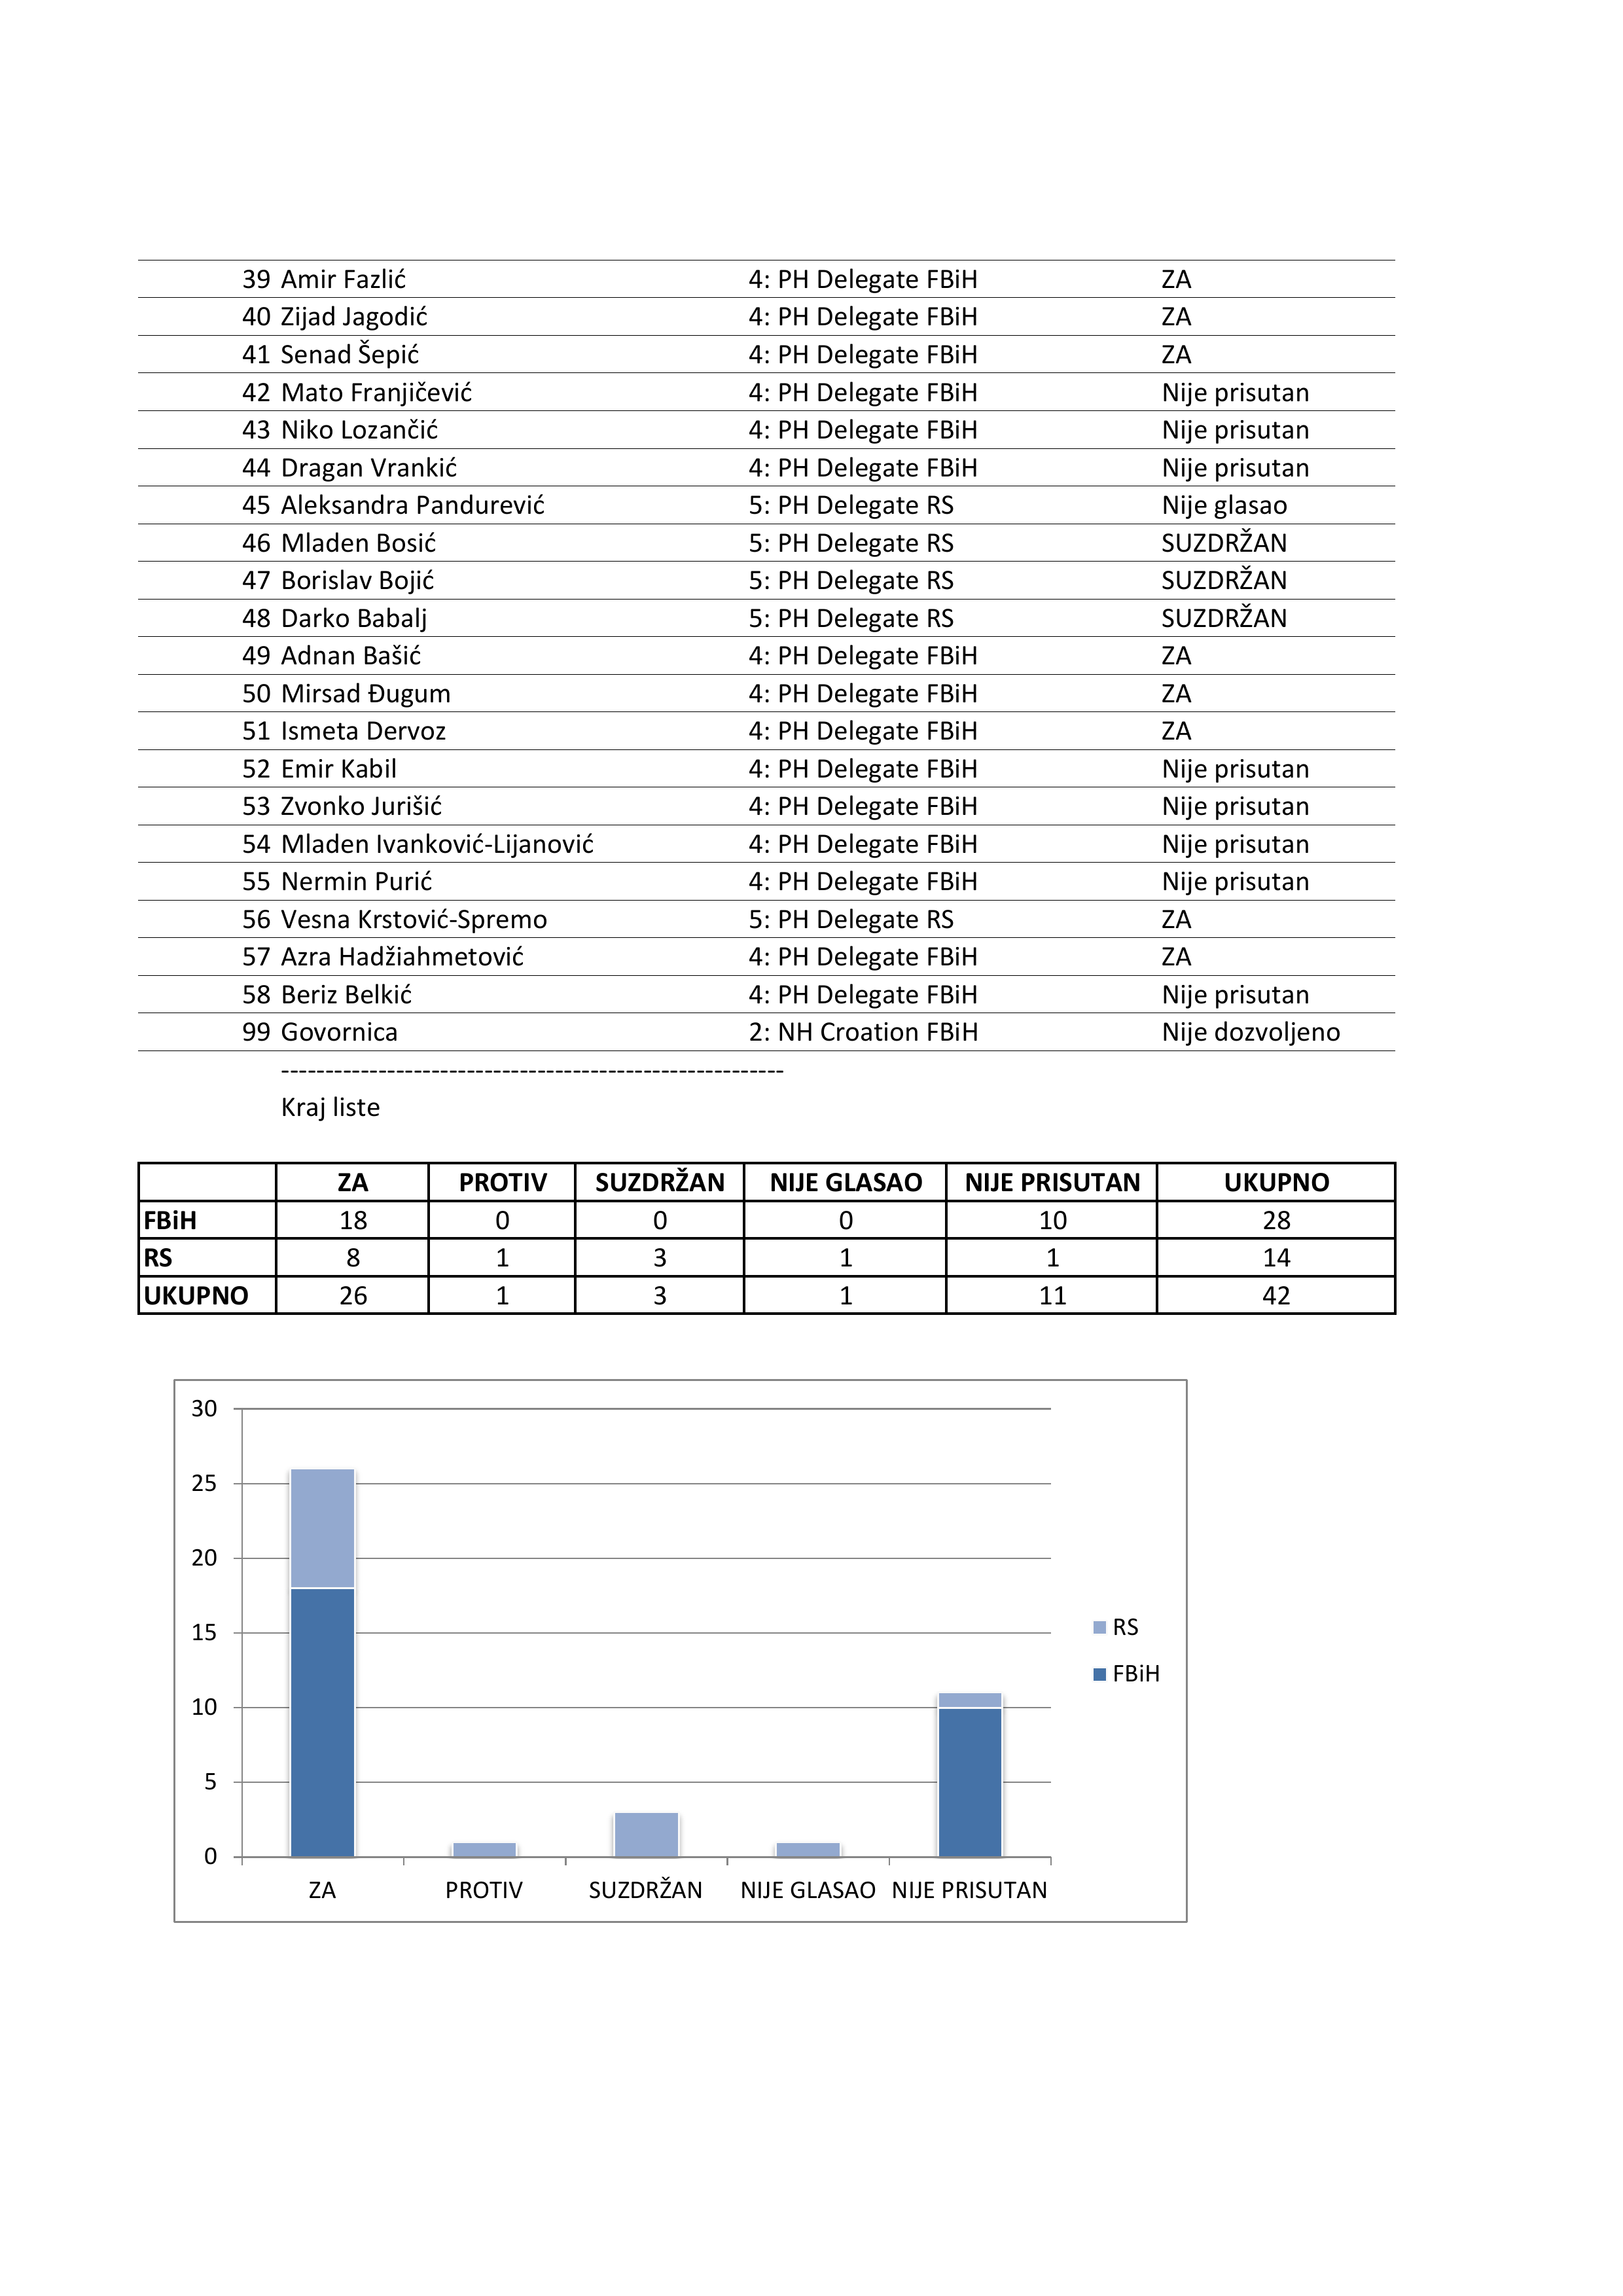 39 Amir Fazlić 4: PH Delegate FBiH ZA
40 Zijad Jagodić 4: PH Delegate FBiH ZA
41 Senad Šepić 4: PH Delegate FBiH ZA
42 Mato Franjičević 4: PH Delegate FBiH Nije prisutan
43 Niko Lozančić 4: PH Delegate FBiH Nije prisutan
44 Dragan Vrankić 4: PH Delegate FBiH Nije prisutan
45 Aleksandra Pandurević 5: PH Delegate RS Nije glasao
46 Mladen Bosić 5: PH Delegate RS SUZDRŽAN
47 Borislav Bojić 5: PH Delegate RS SUZDRŽAN
48 Darko Babalj 5: PH Delegate RS SUZDRŽAN
49 Adnan Bašić 4: PH Delegate FBiH ZA
50 Mirsad Đugum 4: PH Delegate FBiH ZA
51 Ismeta Dervoz 4: PH Delegate FBiH ZA
52 Emir Kabil 4: PH Delegate FBiH Nije prisutan
53 Zvonko Jurišić 4: PH Delegate FBiH Nije prisutan
54 Mladen Ivanković-Lijanović 4: PH Delegate FBiH Nije prisutan
55 Nermin Purić 4: PH Delegate FBiH Nije prisutan
56 Vesna Krstović-Spremo 5: PH Delegate RS ZA
57 Azra Hadžiahmetović 4: PH Delegate FBiH ZA
58 Beriz Belkić 4: PH Delegate FBiH Nije prisutan
99 Govornica 2: NH Croation FBiH Nije dozvoljeno
---------------------------------------------------------
Kraj liste
ZA PROTIV SUZDRŽAN NIJE GLASAO NIJE PRISUTAN UKUPNO
FBiH 18 0 0 0 10 28
RS 8 1 3 1 1 14
UKUPNO 26 1 3 1 11 42
30
25
20
15
10
5
0
ZA PROTIV SUZDRŽAN NIJE GLASAO NIJE PRISUTAN
RS
FBiH